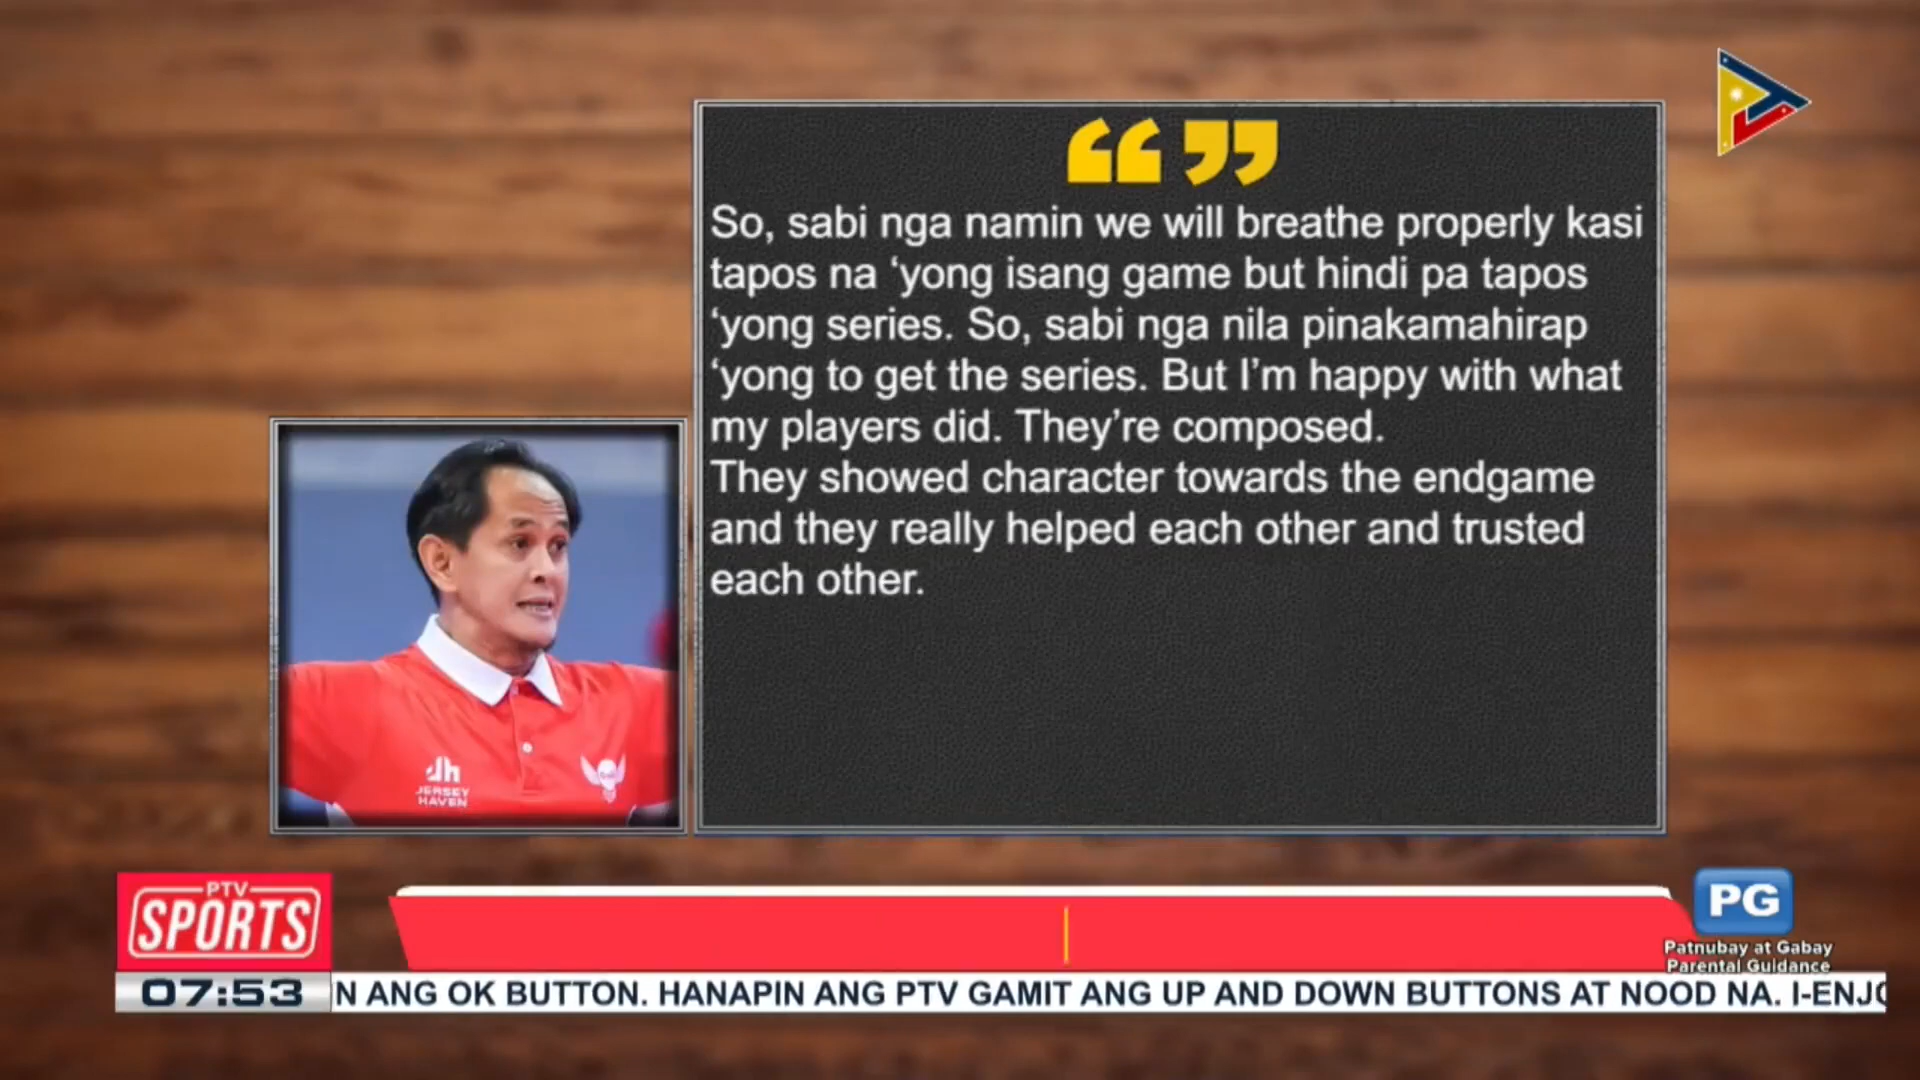 So, sabi nga namin we will breathe properly kasi
tapos na ‘yong isang game but hindi pa tapos
‘yong series. So, sabi nga nila pinakamahirap
‘yong to get the series. But I’m happy with what
my players did. They’re composed.
They showed character towards the endgame
and they really helped each other and trusted
each other.
Jh
JERSEY
HAVEN
PTV
SPORTS
PG
Patnubay at Gabay
Parental Guidance
07:53
N ANG OK BUTTON. HANAPIN ANG PTV GAMIT ANG UP AND DOWN BUTTONS AT NOOD NA. I-ENJO